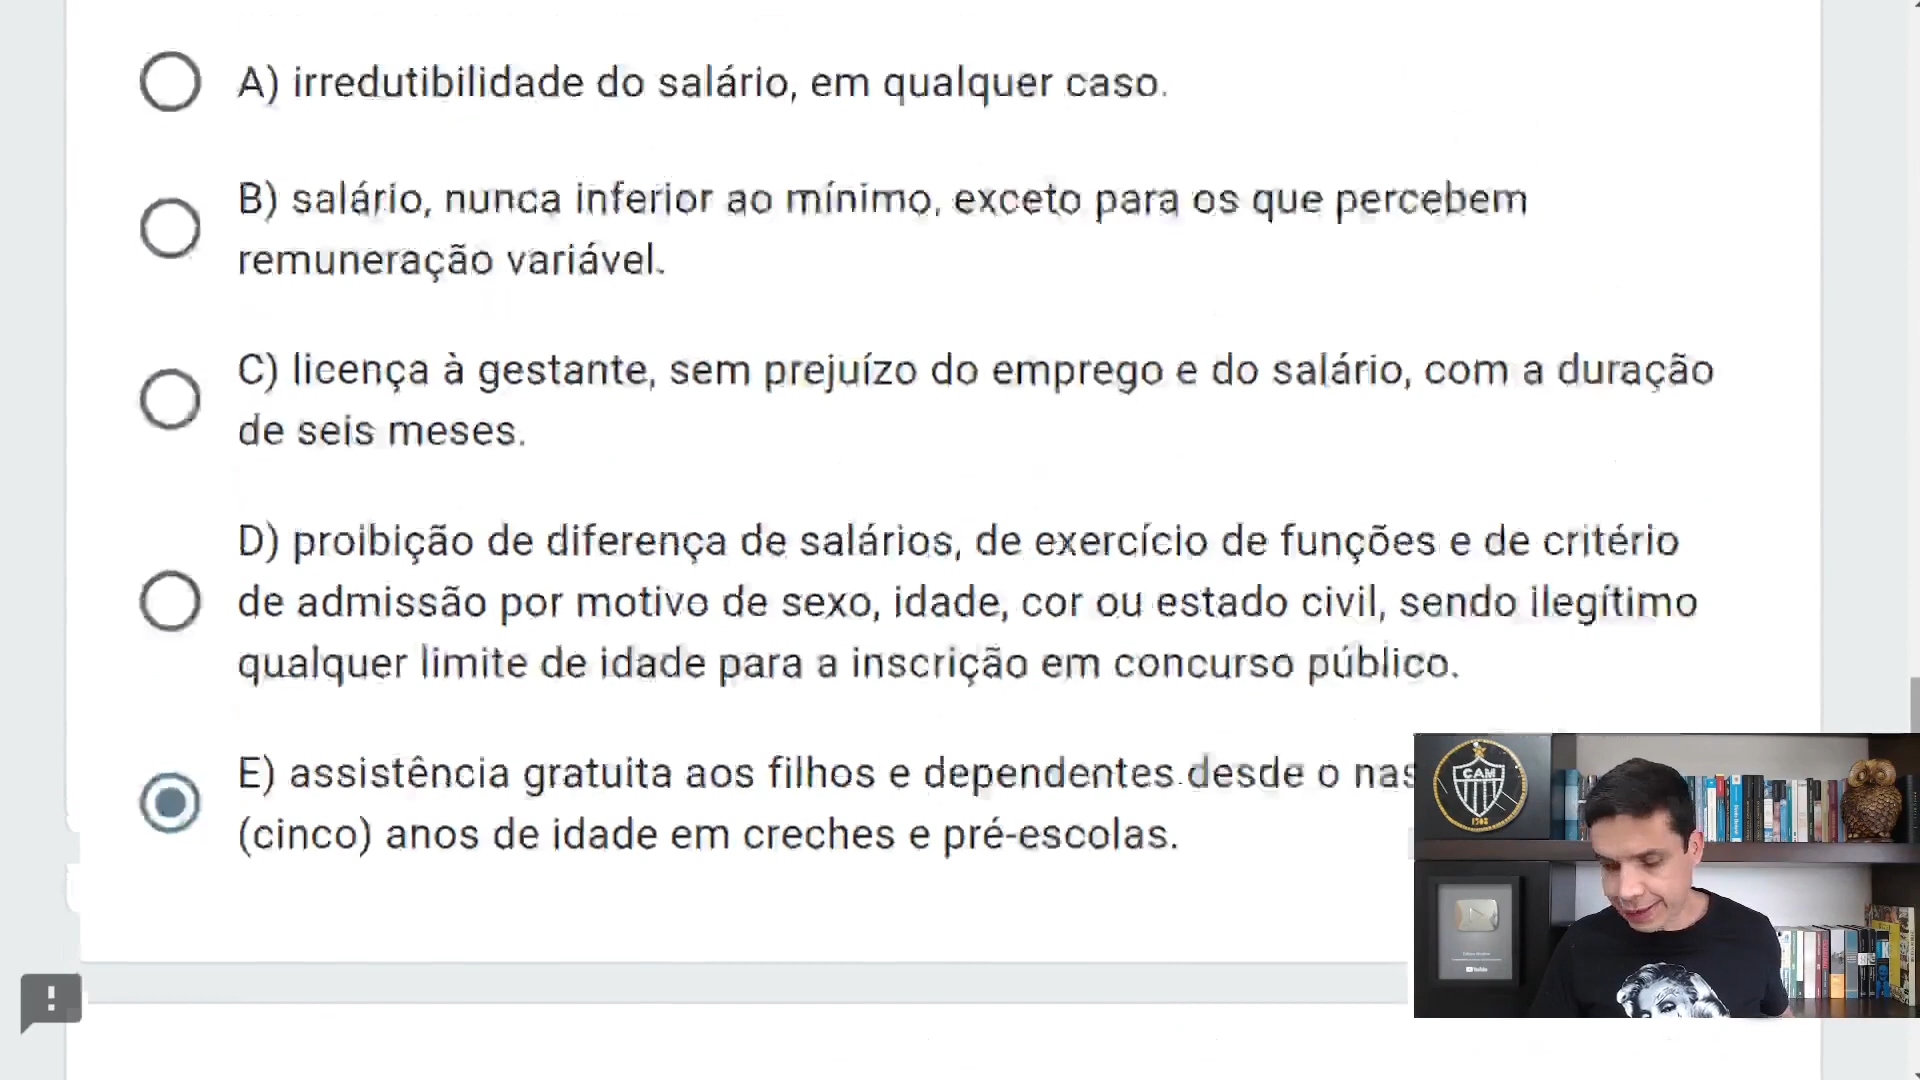 A) irredutibilidade do salário, em qualquer caso.
B) salário, nunca inferior ao mínimo, exceto para os que percebem
remuneração variável.
C) licença à gestante, sem prejuízo do emprego e do salário, com a duração
de seis meses.
D) proibição de diferença de salários, de exercício de funções e de critério
de admissão por motivo de sexo, idade, cor ou estado civil, sendo ilegítimo
qualquer limite de idade para a inscrição em concurso público.
E) assistência gratuita aos filhos e dependentes desde o nas
(cinco) anos de idade em creches e pré-escolas.
CAM
1908
YouTube